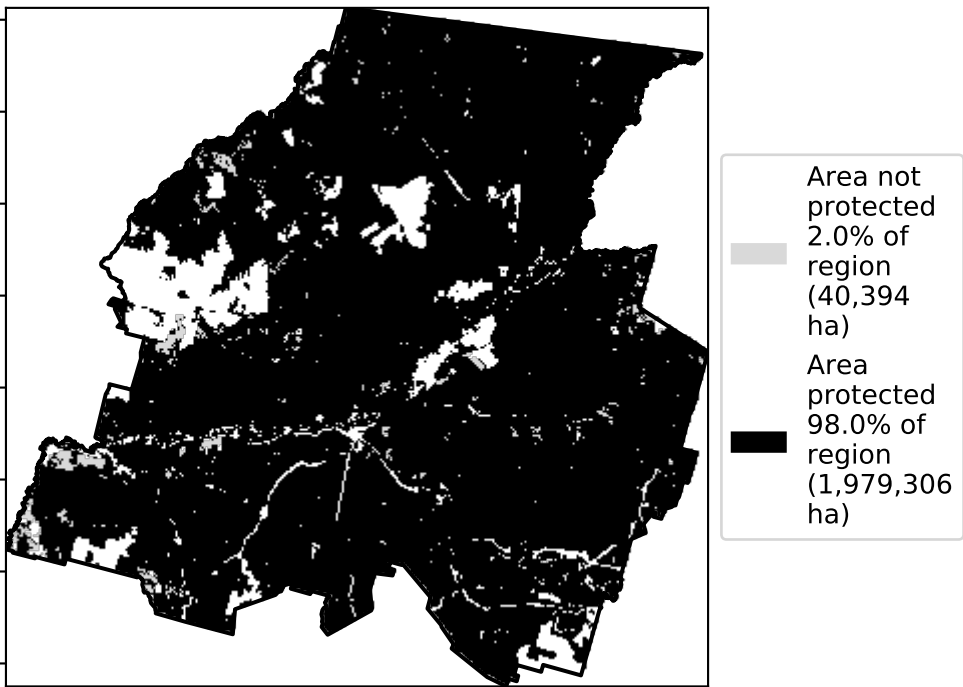 Area not
protected
2.0% of
region
(40,394
ha)
Area
protected
98.0% of
region
(1,979,306
ha)